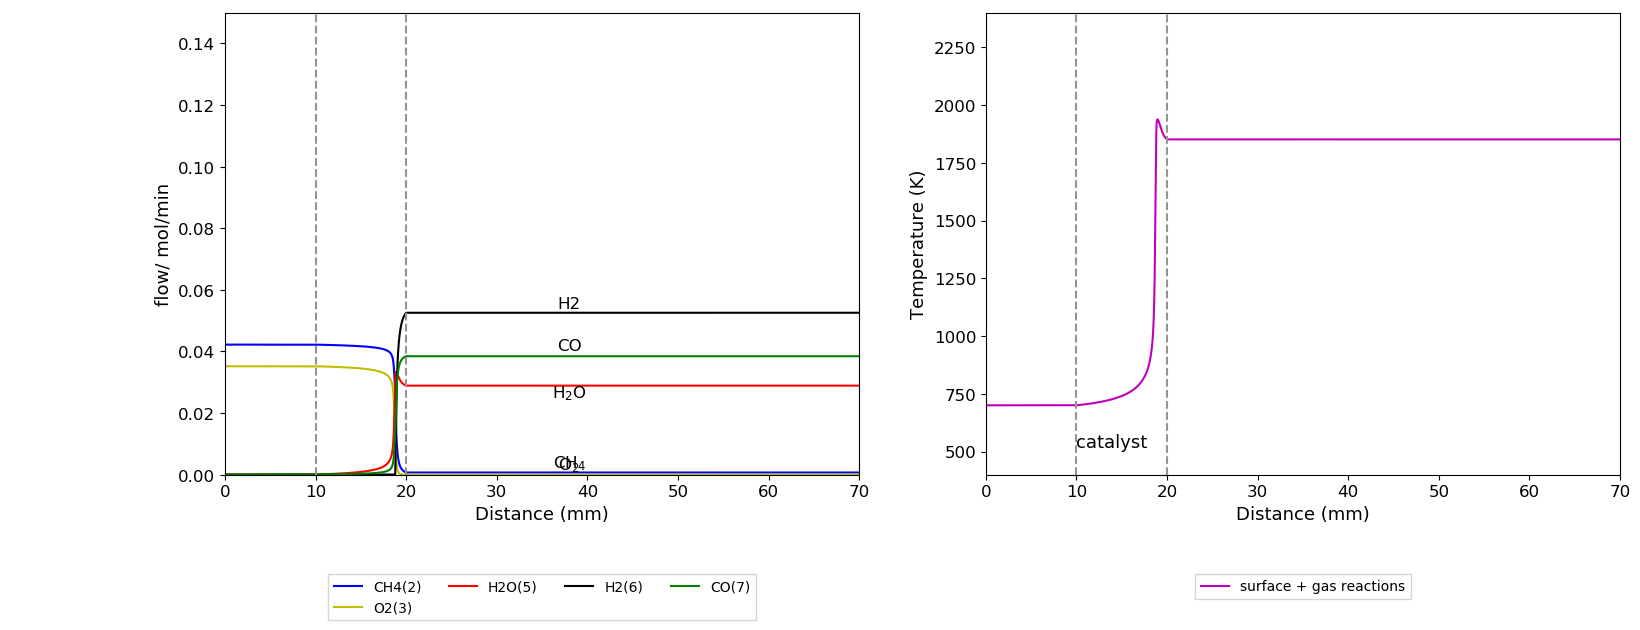 0.14
0.12
0.10
0.08
0.06
0.04
0.02
0.00
flow/ mol/min
H2
CO
H₂O
CH₄
O₂
0 10 20 30 40 50 60 70
Distance (mm)
CH4(2) H2O(5) H2(6) CO(7)
O2(3)
2250
2000
1750
1500
1250
1000
750
500
Temperature (K)
catalyst
0 10 20 30 40 50 60 70
Distance (mm)
surface + gas reactions